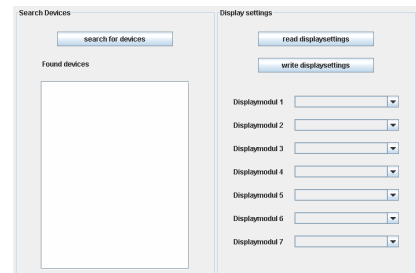 Search Devices
search for devices
Found devices
Display settings
read displaysettings
write displaysettings
Displaymodul 1
Displaymodul 2
Displaymodul 3
Displaymodul 4
Displaymodul 5
Displaymodul 6
Displaymodul 7